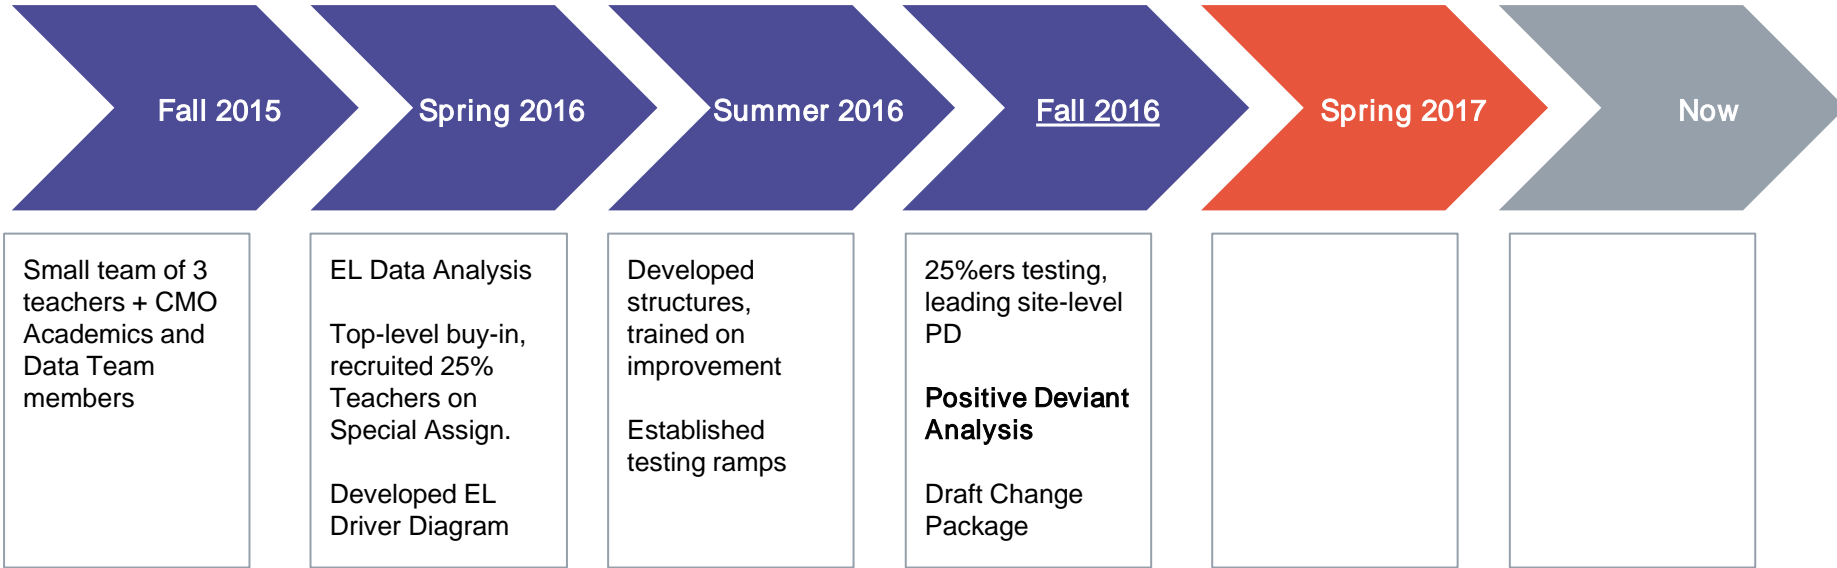 Fall 2015
Spring 2016
Summer 2016
Fall 2016
Spring 2017
Now
Small team of 3
teachers + CMO
Academics and
Data Team
members
EL Data Analysis
Top-level buy-in,
recruited 25%
Teachers on
Special Assign.
Developed EL
Driver Diagram
Developed
structures,
trained on
improvement
Established
testing ramps
25%ers testing,
leading site-level
PD
Positive Deviant
Analysis
Draft Change
Package